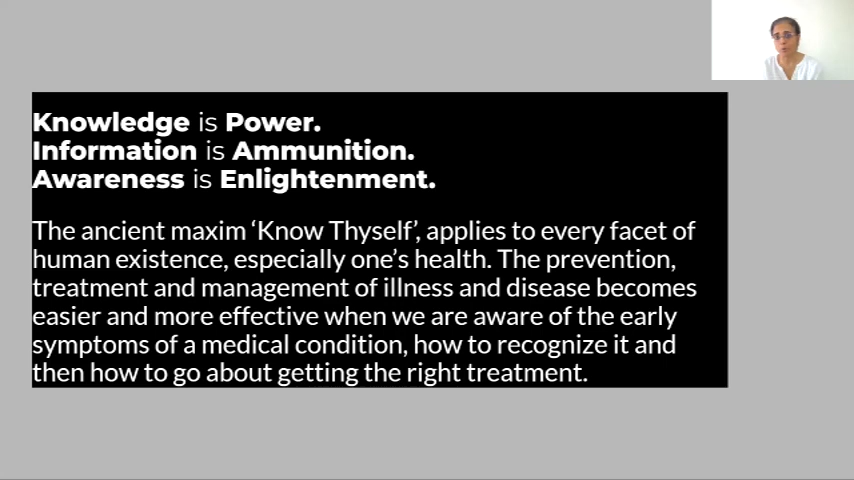 Knowledge is Power.
Information is Ammunition.
Awareness is Enlightenment.
The ancient maxim ‘Know Thyself’, applies to every facet of
human existence, especially one’s health. The prevention,
treatment and management of illness and disease becomes
easier and more effective when we are aware of the early
symptoms of a medical condition, how to recognize it and
then how to go about getting the right treatment.